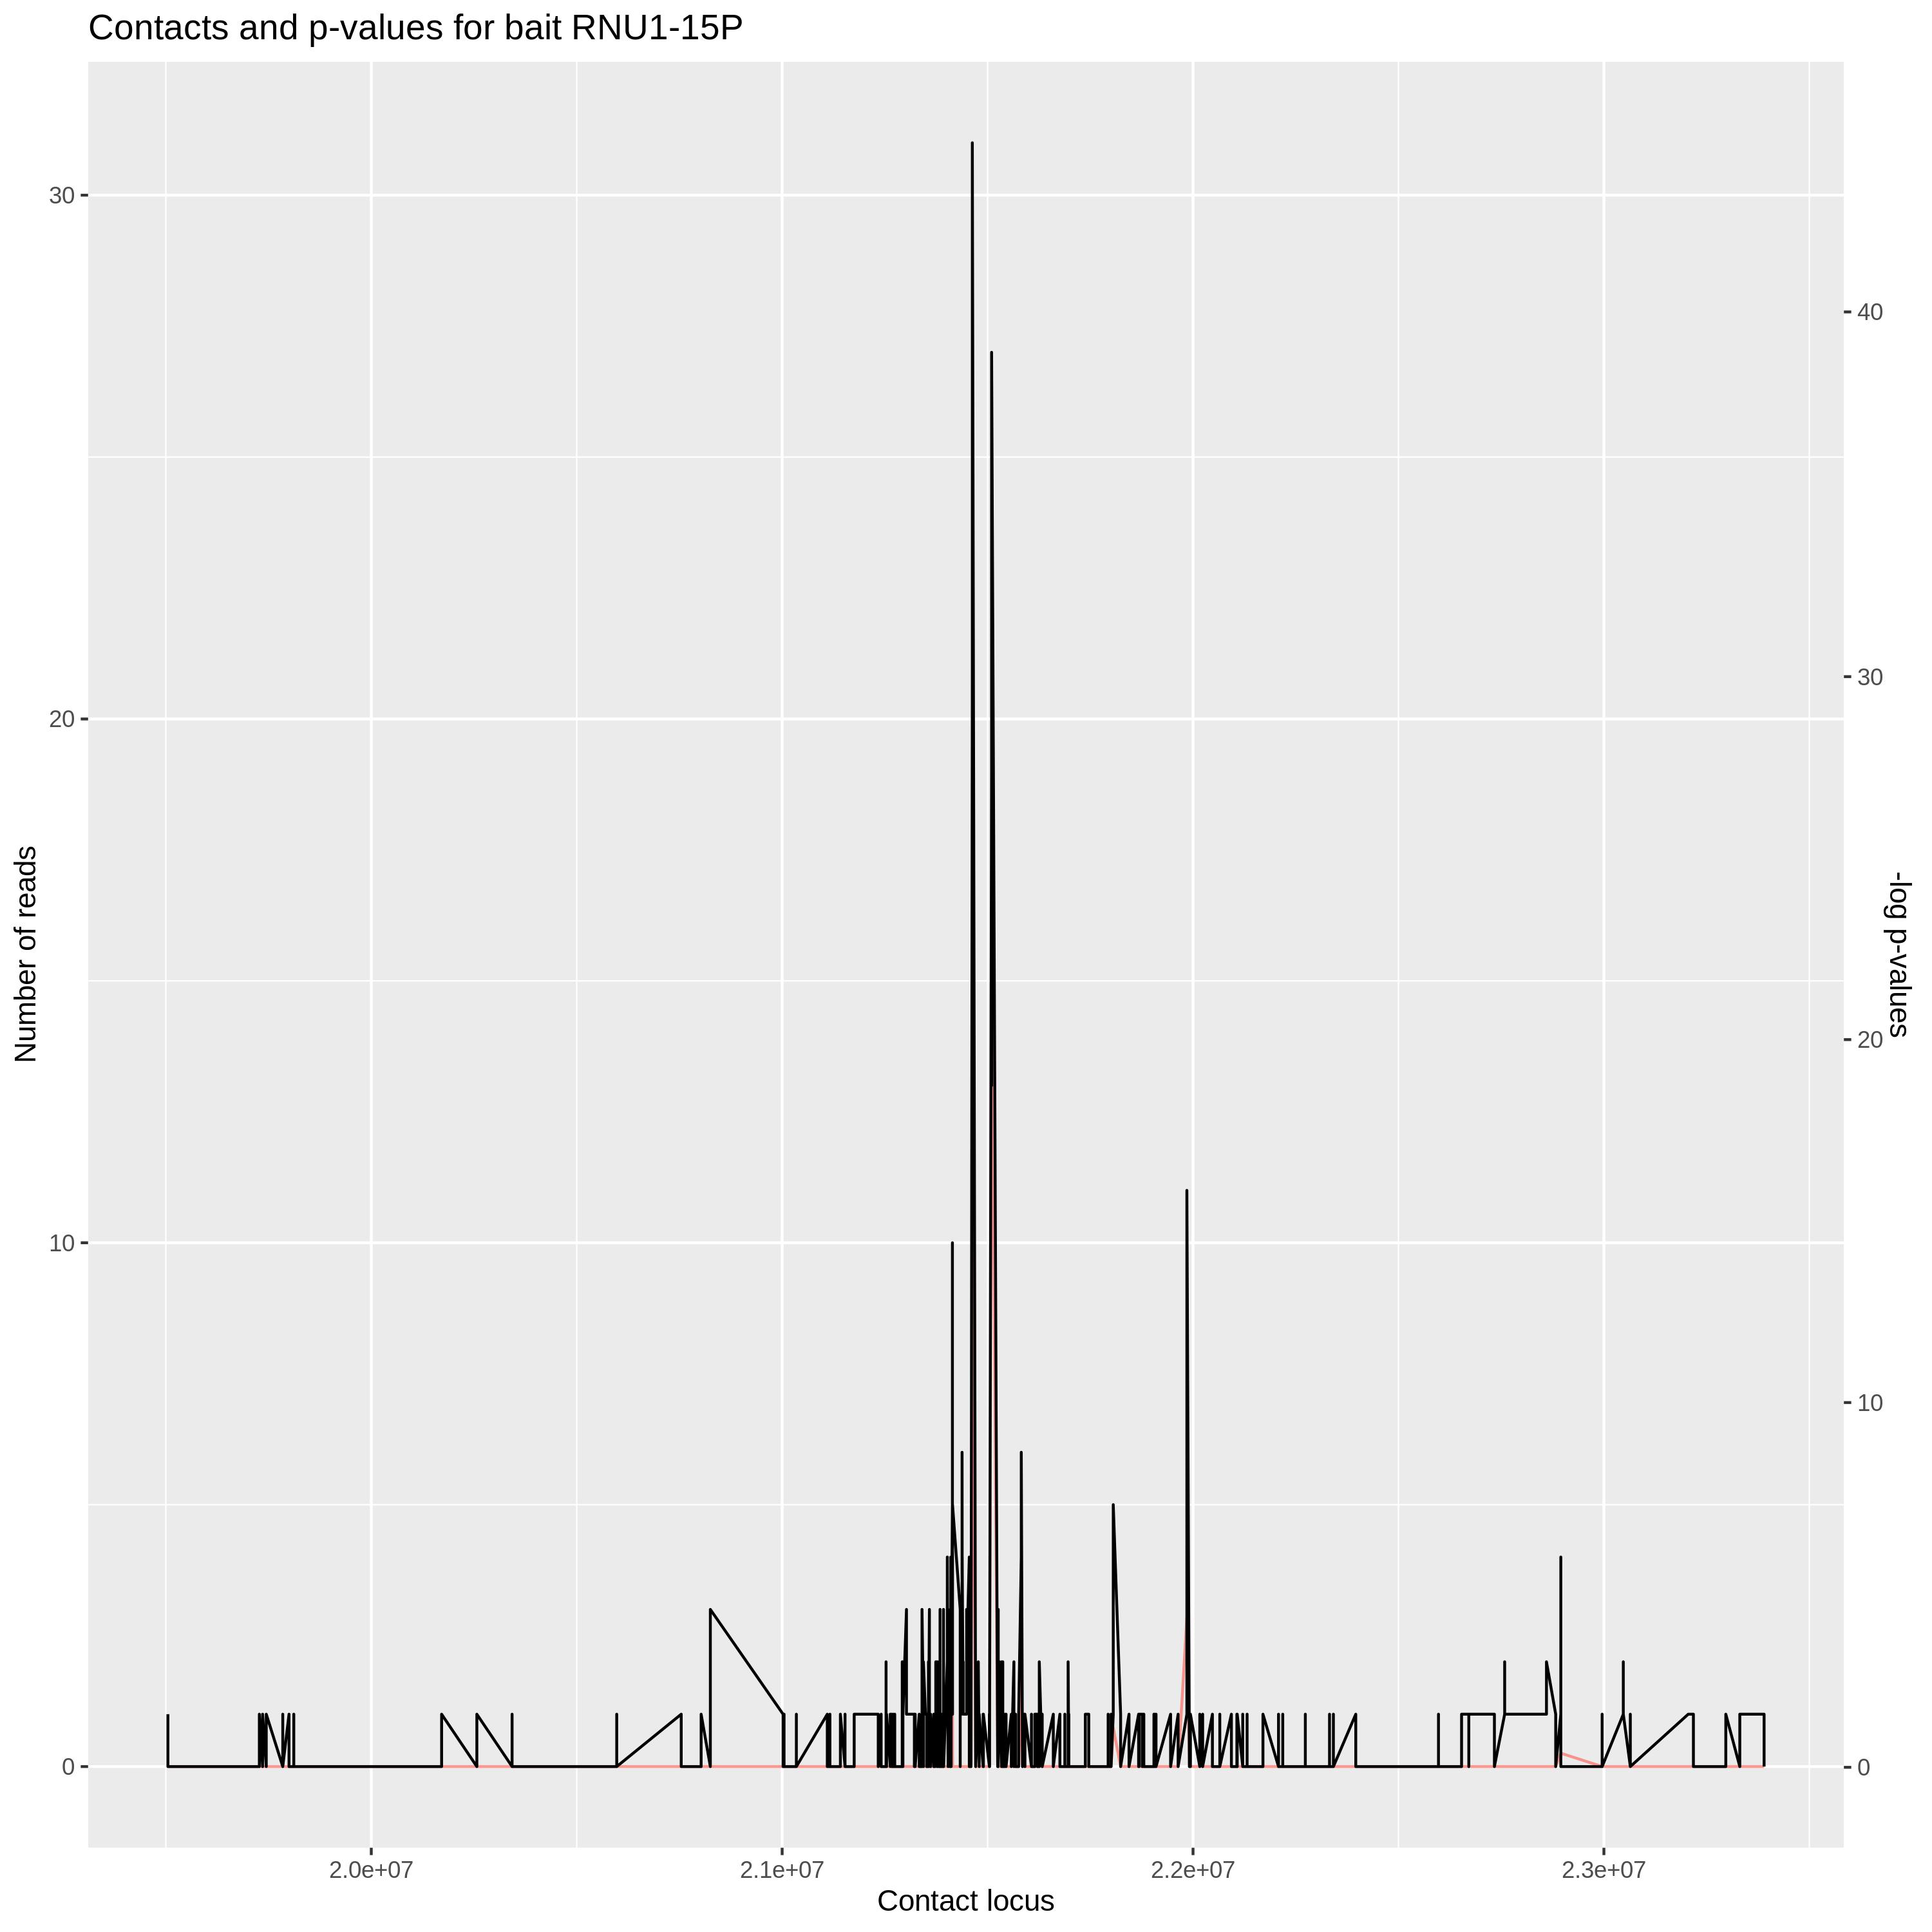 Contacts and p-values for bait RNU1-15P
30
20
10
0
Number of reads
40
30
20
10
0
-log p-values
2.0e+07
2.1e+07
2.2e+07
2.3e+07
Contact locus